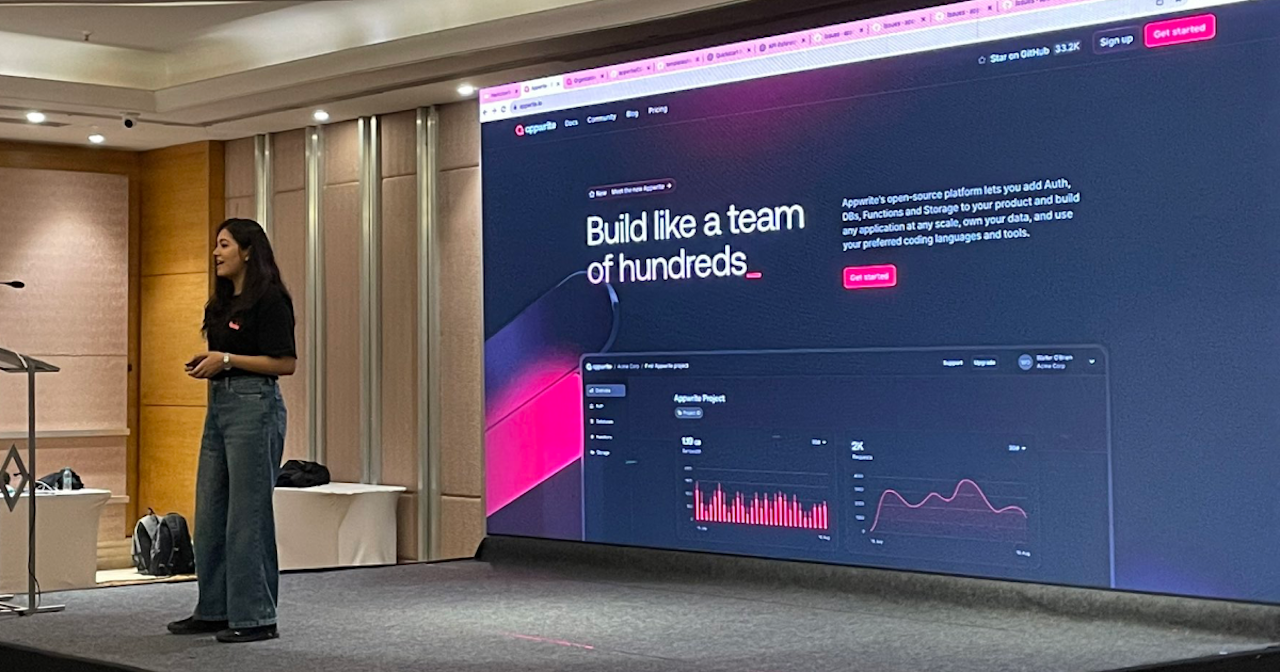 appwrite.io
Star on GitHub 33.2K
Sign up
Get started
appwrite
Docs
Community
Blog
Pricing
New
Meet the new Appwrite
Build like a team
of hundreds_
Appwrite's open-source platform lets you add Auth,
DBs, Functions and Storage to your product and build
any application at any scale, own your data, and use
your preferred coding languages and tools.
Get started
appwrite / Acme Corp / First Appwrite project
Support
Upgrade
Walter O'Brien
Acme Corp
Overview
Auth
Databases
Functions
Storage
Appwrite Project
Project ID
Bandwidth
2K
Requests